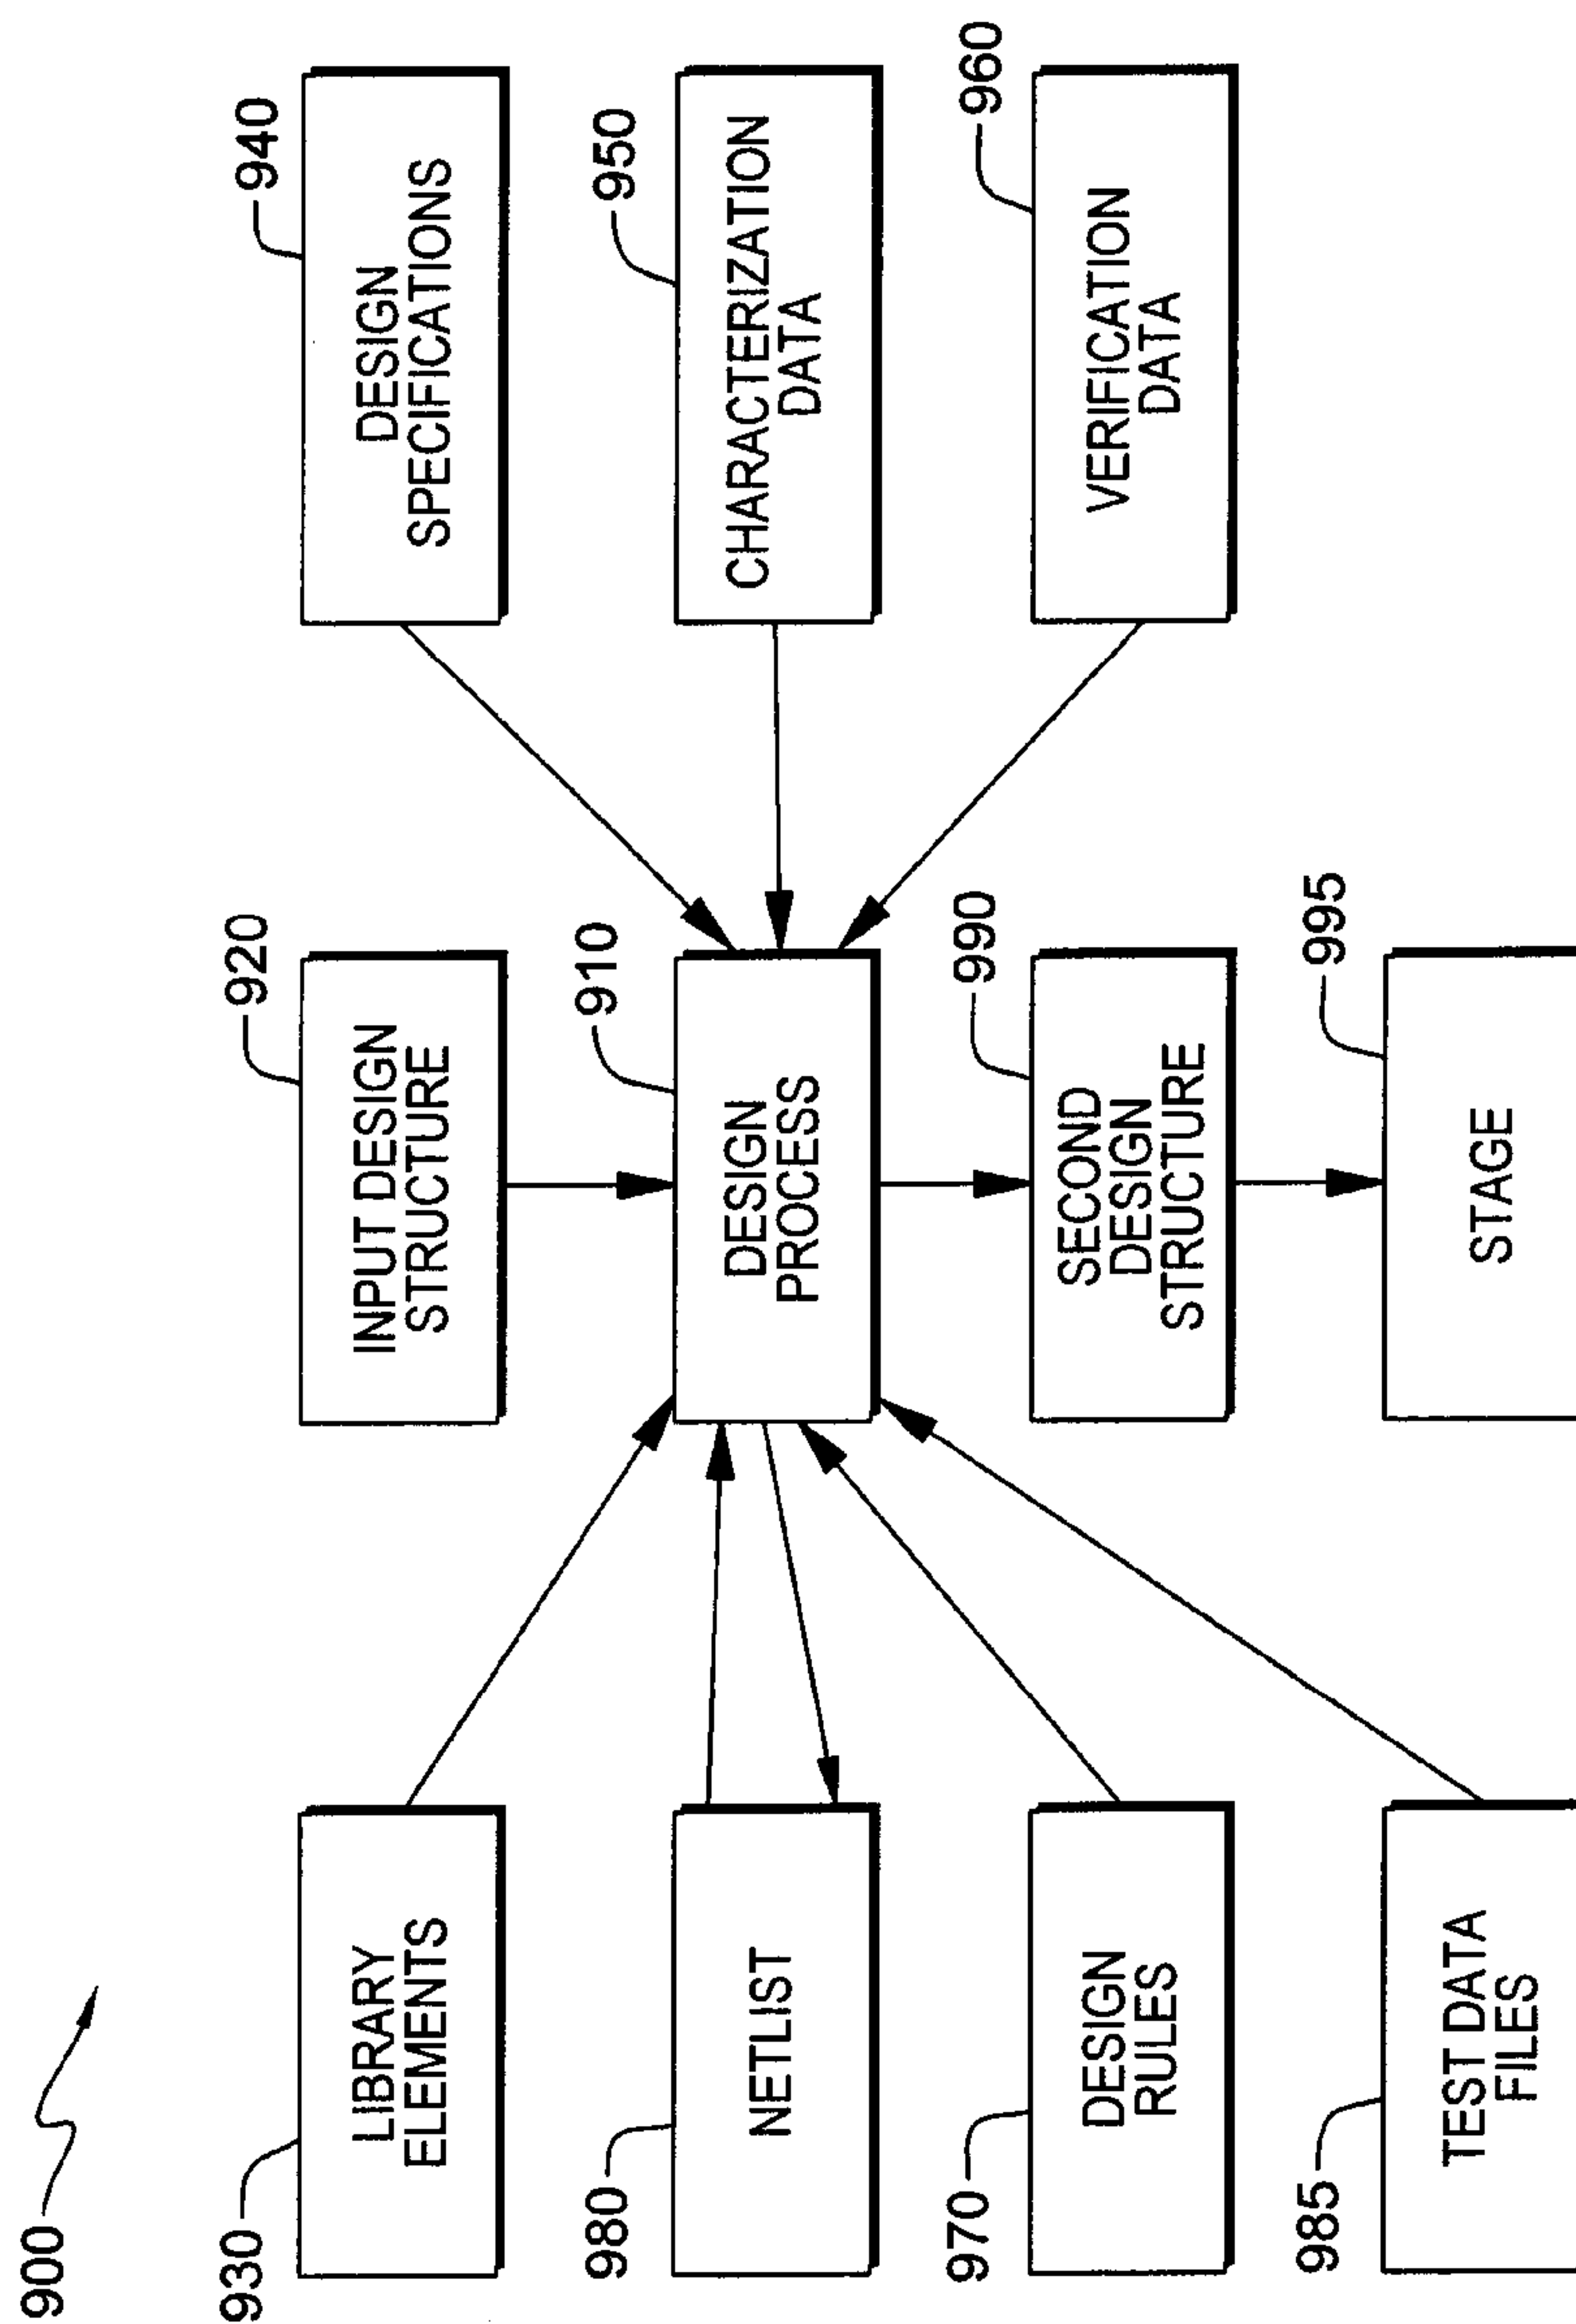 900
930
LIBRARY
ELEMENTS
920
INPUT DESIGN
STRUCTURE
940
DESIGN
SPECIFICATIONS
980
NETLIST
910
DESIGN
PROCESS
950
CHARACTERIZATION
DATA
970
DESIGN
RULES
990
SECOND
DESIGN
STRUCTURE
960
VERIFICATION
DATA
985
TEST DATA
FILES
995
STAGE